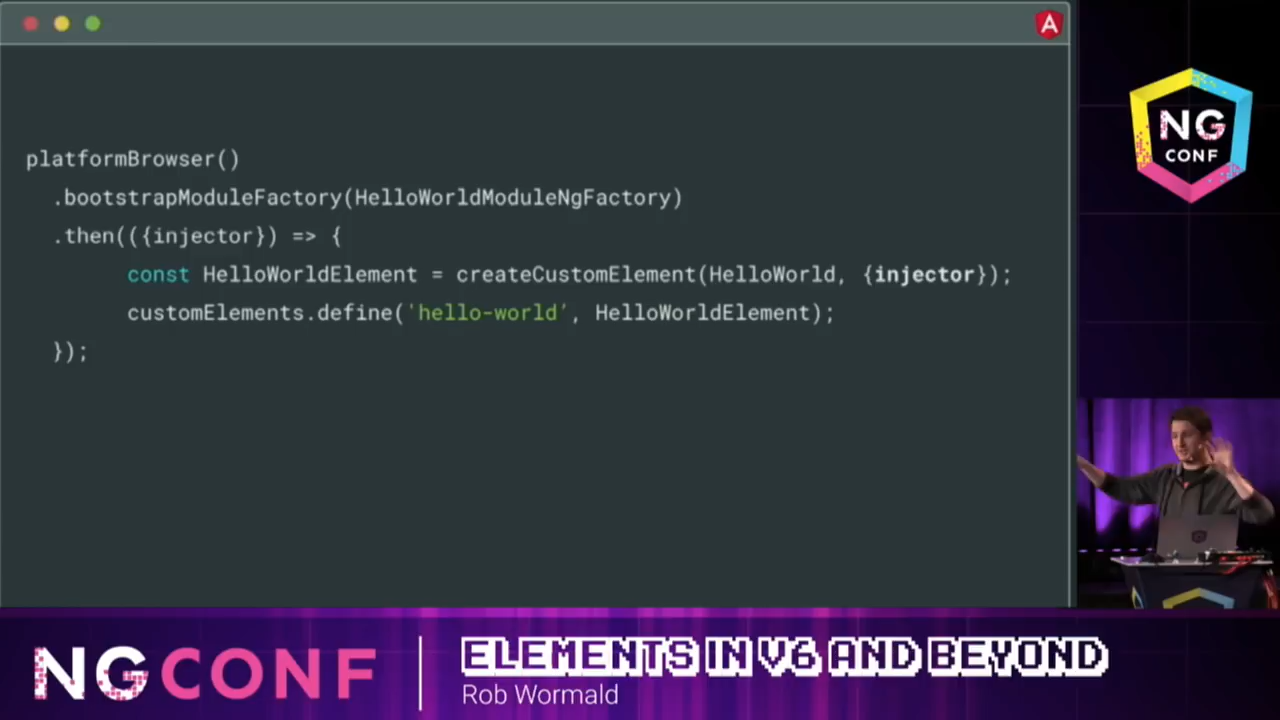 platformBrowser()
.bootstrapModuleFactory(HelloWorldModuleNgFactory)
.then(({injector}) => {
const HelloWorldElement = createCustomElement(HelloWorld, {injector});
customElements.define('hello-world’, HelloWorldElement);
});
A
NG
CONF
NGCONF
ELEMENTS IN V6 AND BEYOND
Rob Wormald